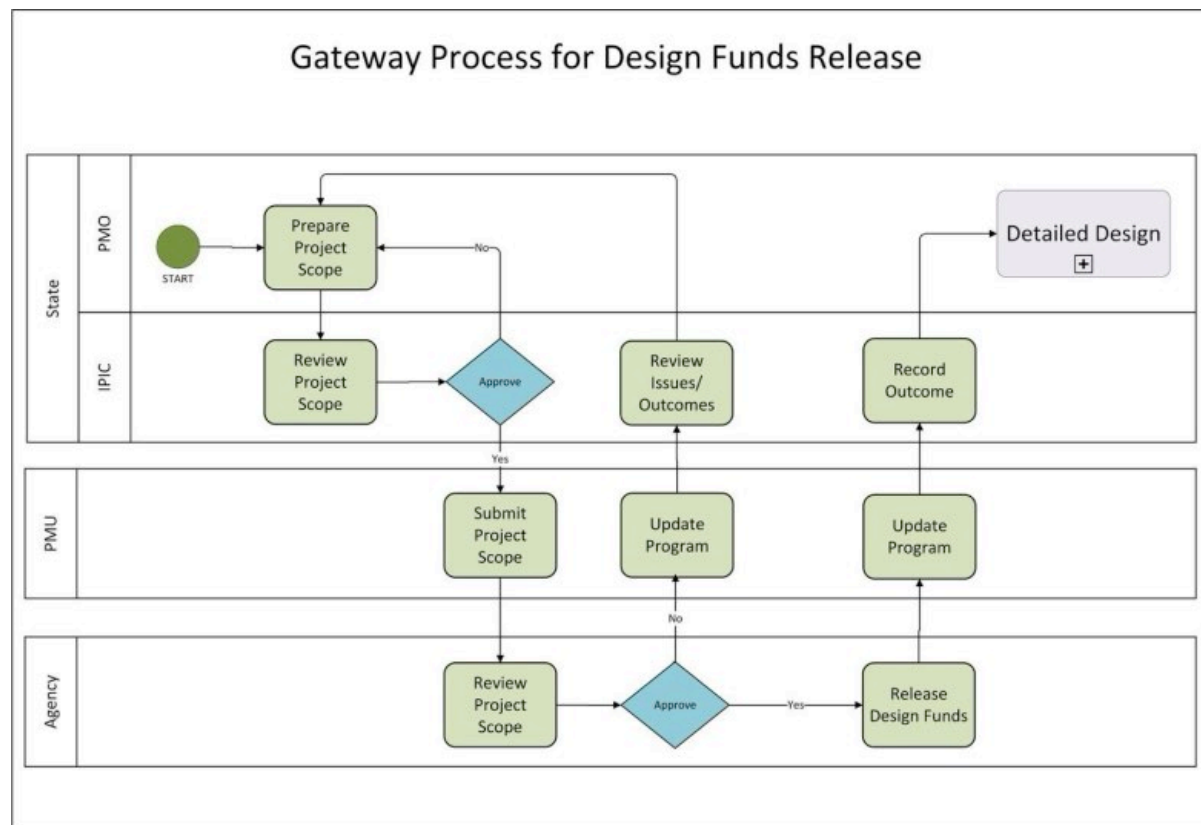 Gateway Process for Design Funds Release
State
PMO
START
Prepare
Project
Scope
No
Detailed Design
IPIC
Review
Project
Scope
Approve
Yes
Review
Issues/
Outcomes
Record
Outcome
PMU
Submit
Project
Scope
Update
Program
Update
Program
No
Agency
Review
Project
Scope
Approve
Yes
Release
Design Funds